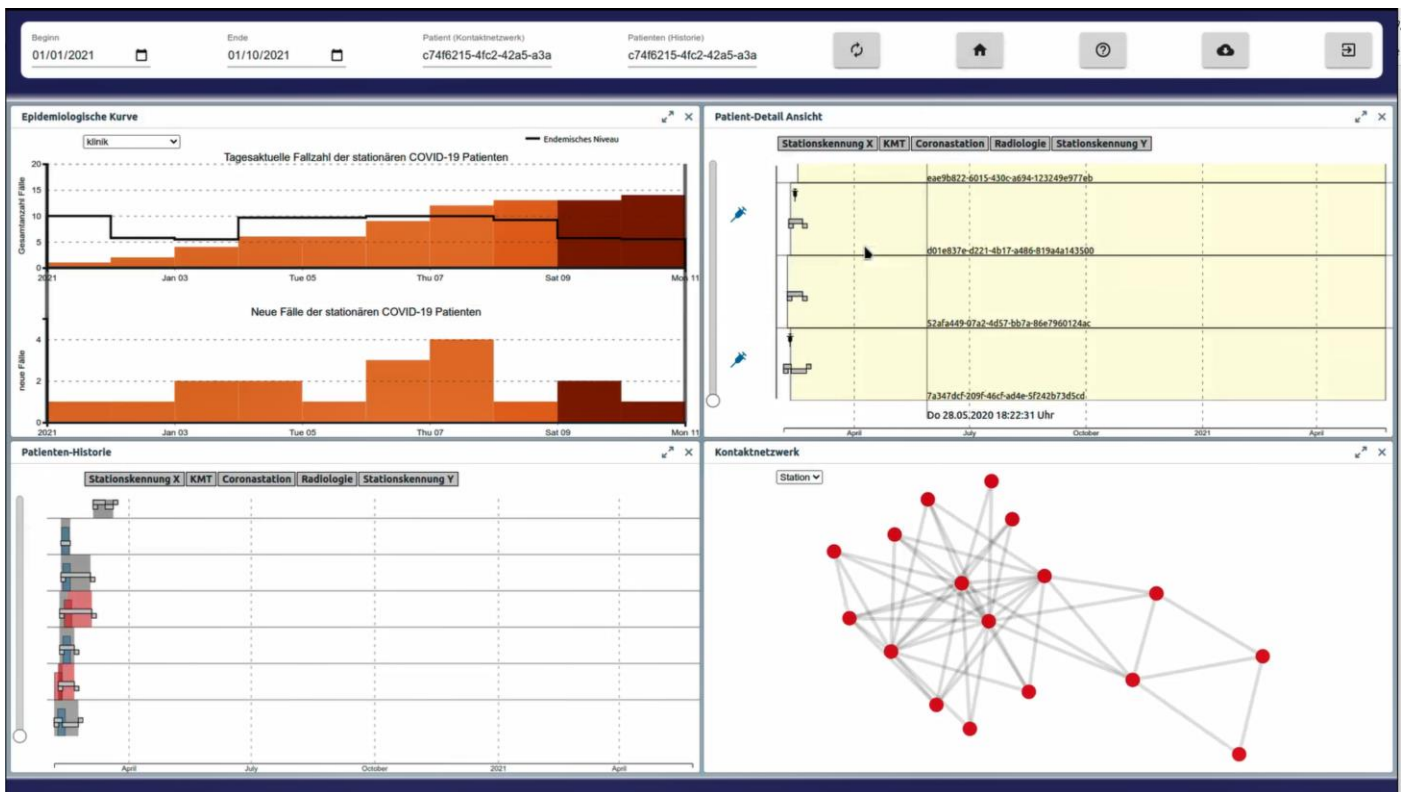 Beginn
01/01/2021
Ende
01/10/2021
Patient (Kontaktnetzwerk)
c74f6215-4fc2-42a5-a3a
Patienten (Historie)
c74f6215-4fc2-42a5-a3a
Epidemiologische Kurve
klinik
Endemisches Niveau
Tagesaktuelle Fallzahl der stationären COVID-19 Patienten
Gesamtanzahl Fälle
20
15
10
5
0
2021 Jan 03 Tue 05 Thu 07 Sat 09 Mon 11
Neue Fälle der stationären COVID-19 Patienten
neue Fälle
4
2
0
2021 Jan 03 Tue 05 Thu 07 Sat 09 Mon 11
Patient-Detail Ansicht
Stationskennung X KMT Coronastation Radiologie Stationskennung Y
eae9b822-6015-430c-a694-123249e977eb
d01e837e-d221-4b17-a486-819a4a143500
52afa449-07a2-4d57-bb7a-86e7960124ac
7a347dcf-209f-46cf-ad4e-5f242b73d5cd
Do 28.05.2020 18:22:31 Uhr
April July October 2021 April
Patienten-Historie
Stationskennung X KMT Coronastation Radiologie Stationskennung Y
April July October 2021 April
Kontaktnetzwerk
Station